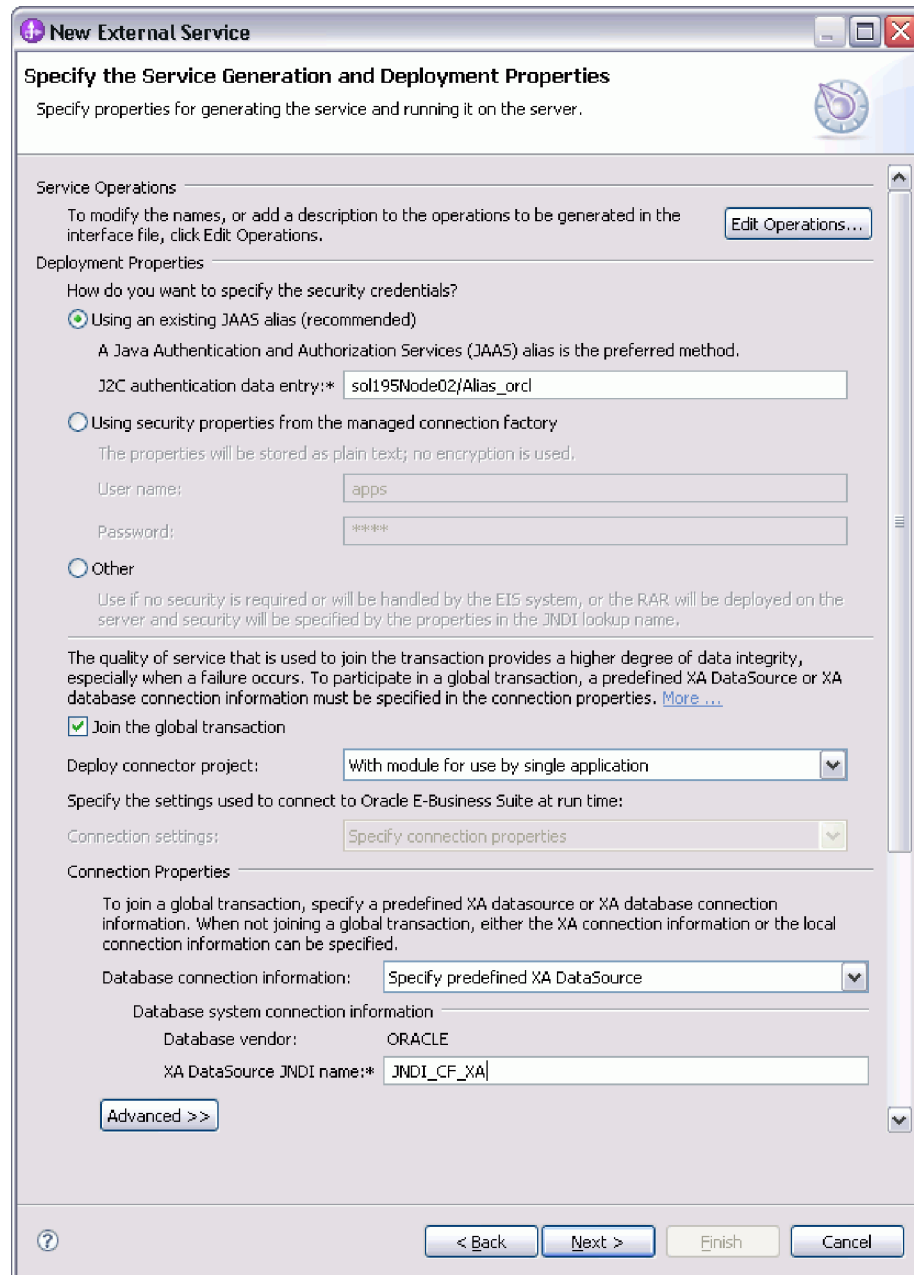 New External Service
Specify the Service Generation and Deployment Properties
Specify properties for generating the service and running it on the server.
Service Operations
To modify the names, or add a description to the operations to be generated in the
interface file, click Edit Operations.
Edit Operations...
Deployment Properties
How do you want to specify the security credentials?
Using an existing JAAS alias (recommended)
A Java Authentication and Authorization Services (JAAS) alias is the preferred method.
J2C authentication data entry:* sol195Node02/Alias_orcl
Using security properties from the managed connection factory
The properties will be stored as plain text; no encryption is used.
User name: apps
Password: ****
Other
Use if no security is required or will be handled by the EIS system, or the RAR will be deployed on the
server and security will be specified by the properties in the JNDI lookup name.
The quality of service that is used to join the transaction provides a higher degree of data integrity,
especially when a failure occurs. To participate in a global transaction, a predefined XA DataSource or XA
database connection information must be specified in the connection properties. More ...
Join the global transaction
Deploy connector project: With module for use by single application
Specify the settings used to connect to Oracle E-Business Suite at run time:
Connection settings: Specify connection properties
Connection Properties
To join a global transaction, specify a predefined XA datasource or XA database connection
information. When not joining a global transaction, either the XA connection information or the local
connection information can be specified.
Database connection information: Specify predefined XA DataSource
Database system connection information
Database vendor: ORACLE
XA DataSource JNDI name:* JNDI_CF_XA
Advanced >>
< Back Next > Finish Cancel